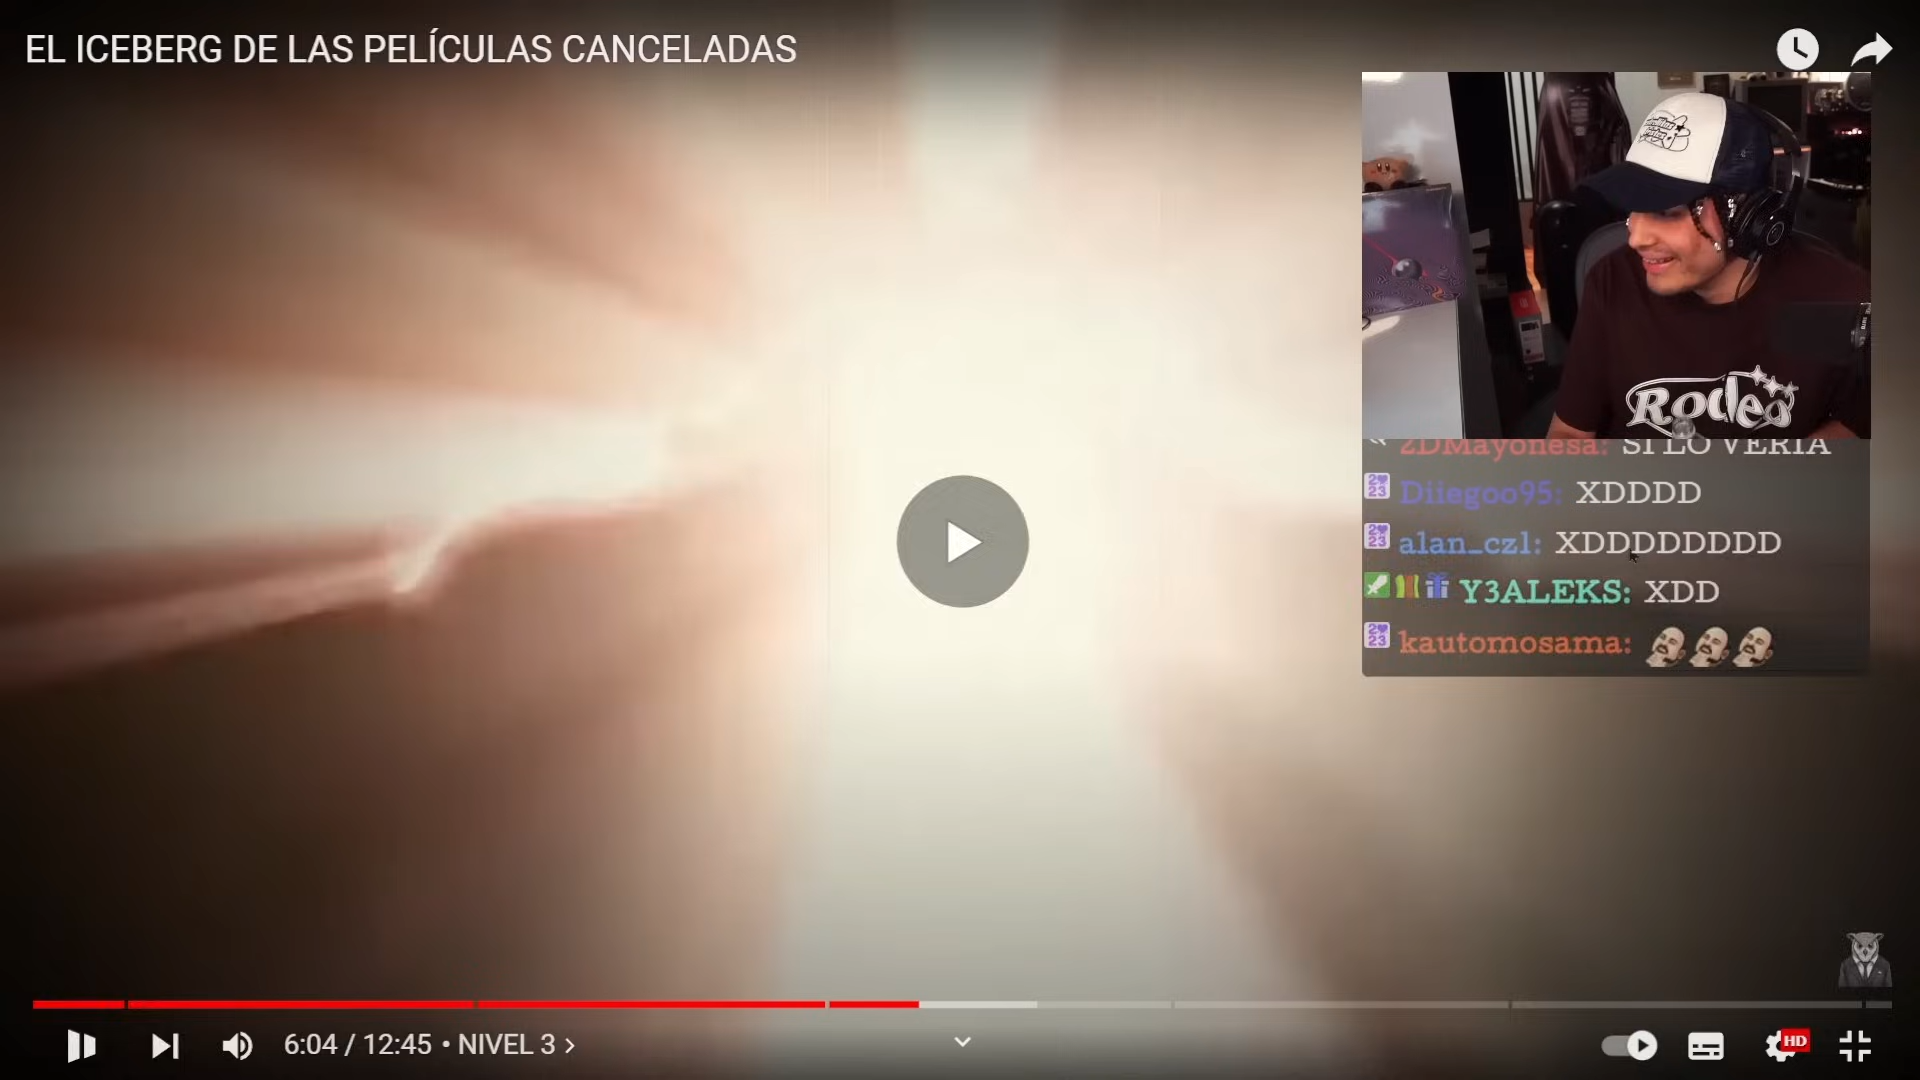 EL ICEBERG DE LAS PELÍCULAS CANCELADAS
Rodeo
2DMayonesa: SI LO VERIA
Diiegoo95: XDDDD
alan_czl: XDDDDDDDD
Y3ALEKS: XDD
kautomosama:
6:04 / 12:45 • NIVEL 3 ›
HD